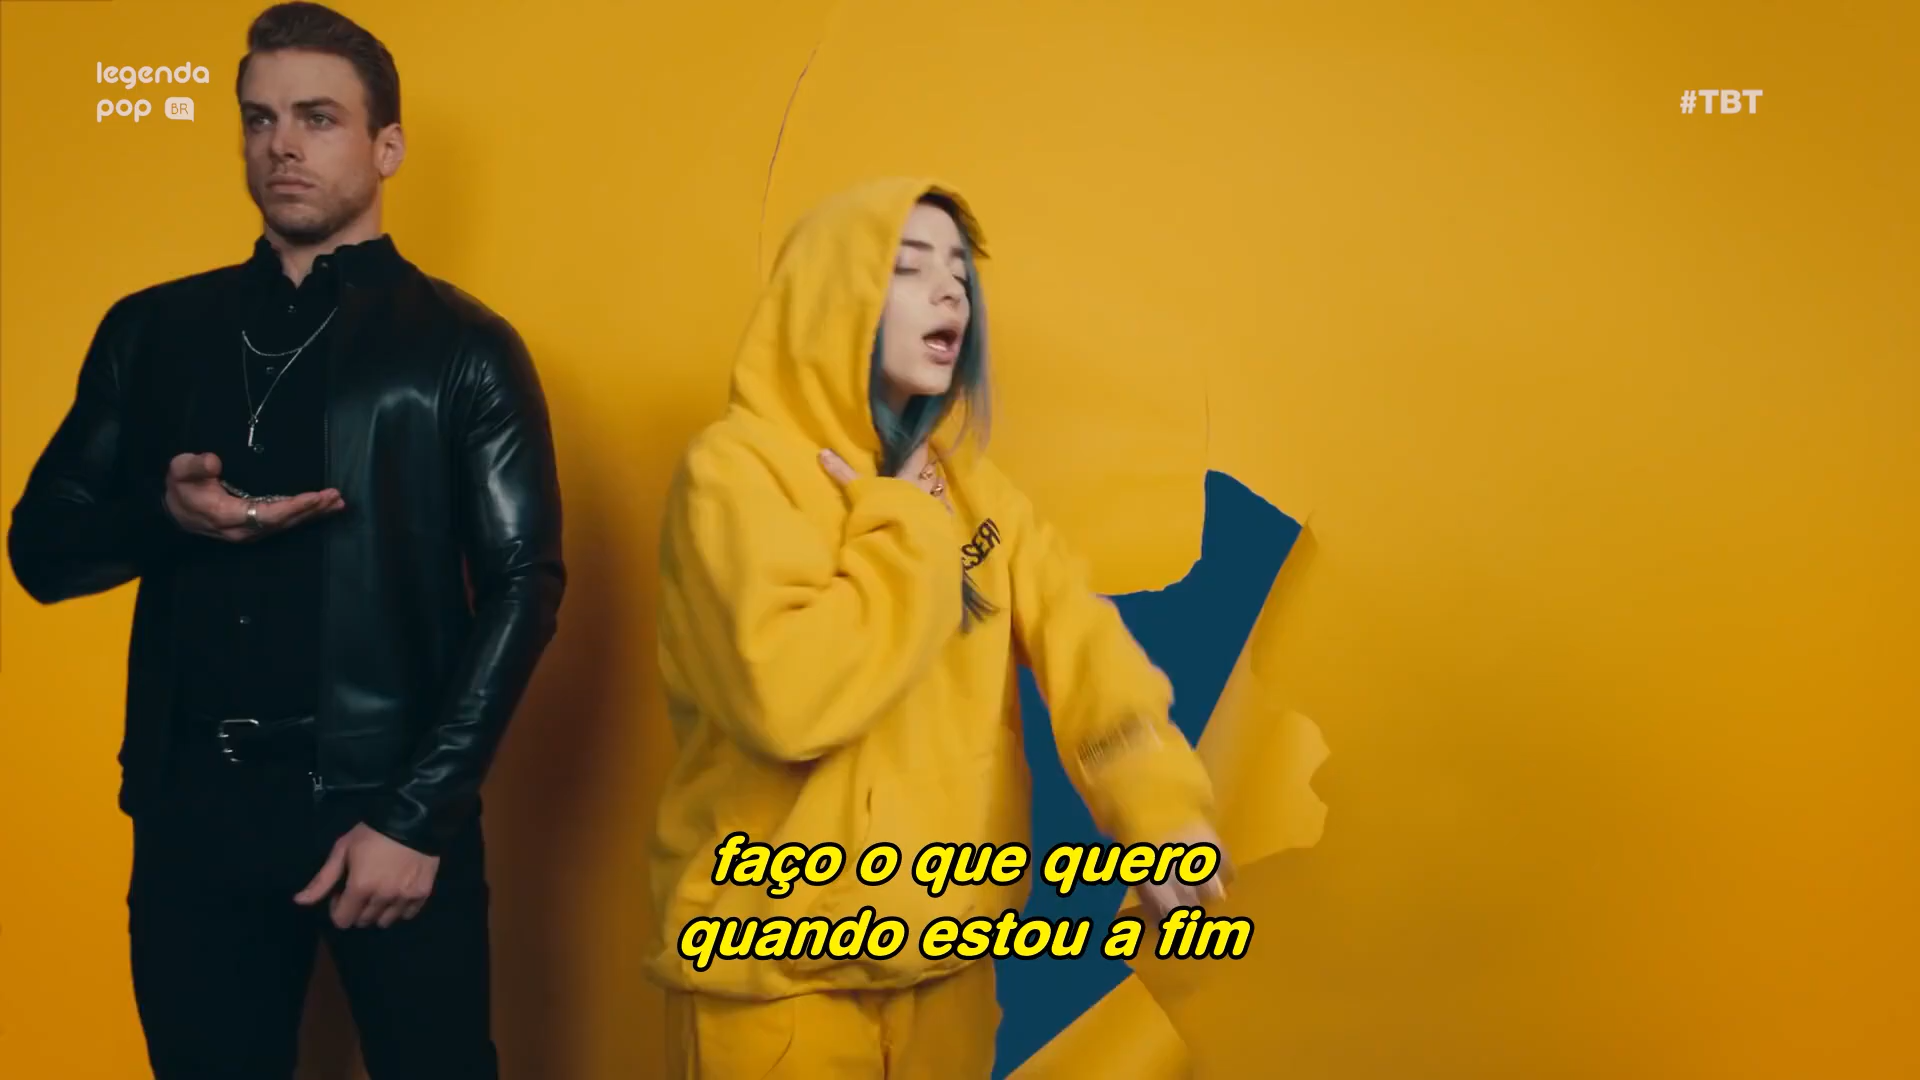 legenda
pop BR
#TBT
faço o que quero
quando estou a fim